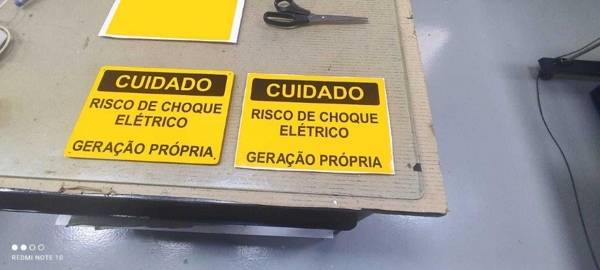 CUIDADO
RISCO DE CHOQUE
ELÉTRICO
GERAÇÃO PRÓPRIA
CUIDADO
RISCO DE CHOQUE
ELÉTRICO
GERAÇÃO PRÓPRIA
REDMI NOTE 10